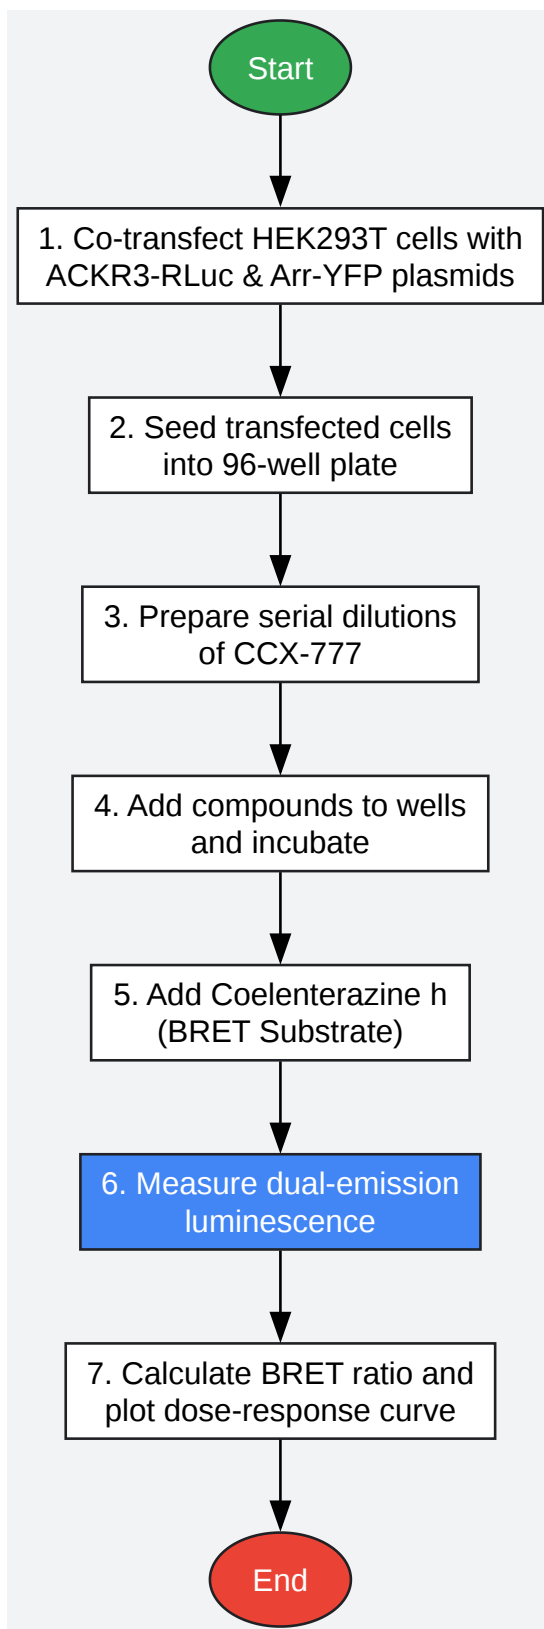 Start
1. Co-transfect HEK293T cells with
ACKR3-RLuc & Arr-YFP plasmids
2. Seed transfected cells
into 96-well plate
3. Prepare serial dilutions
of CCX-777
4. Add compounds to wells
and incubate
5. Add Coelenterazine h
(BRET Substrate)
6. Measure dual-emission
luminescence
7. Calculate BRET ratio and
plot dose-response curve
End